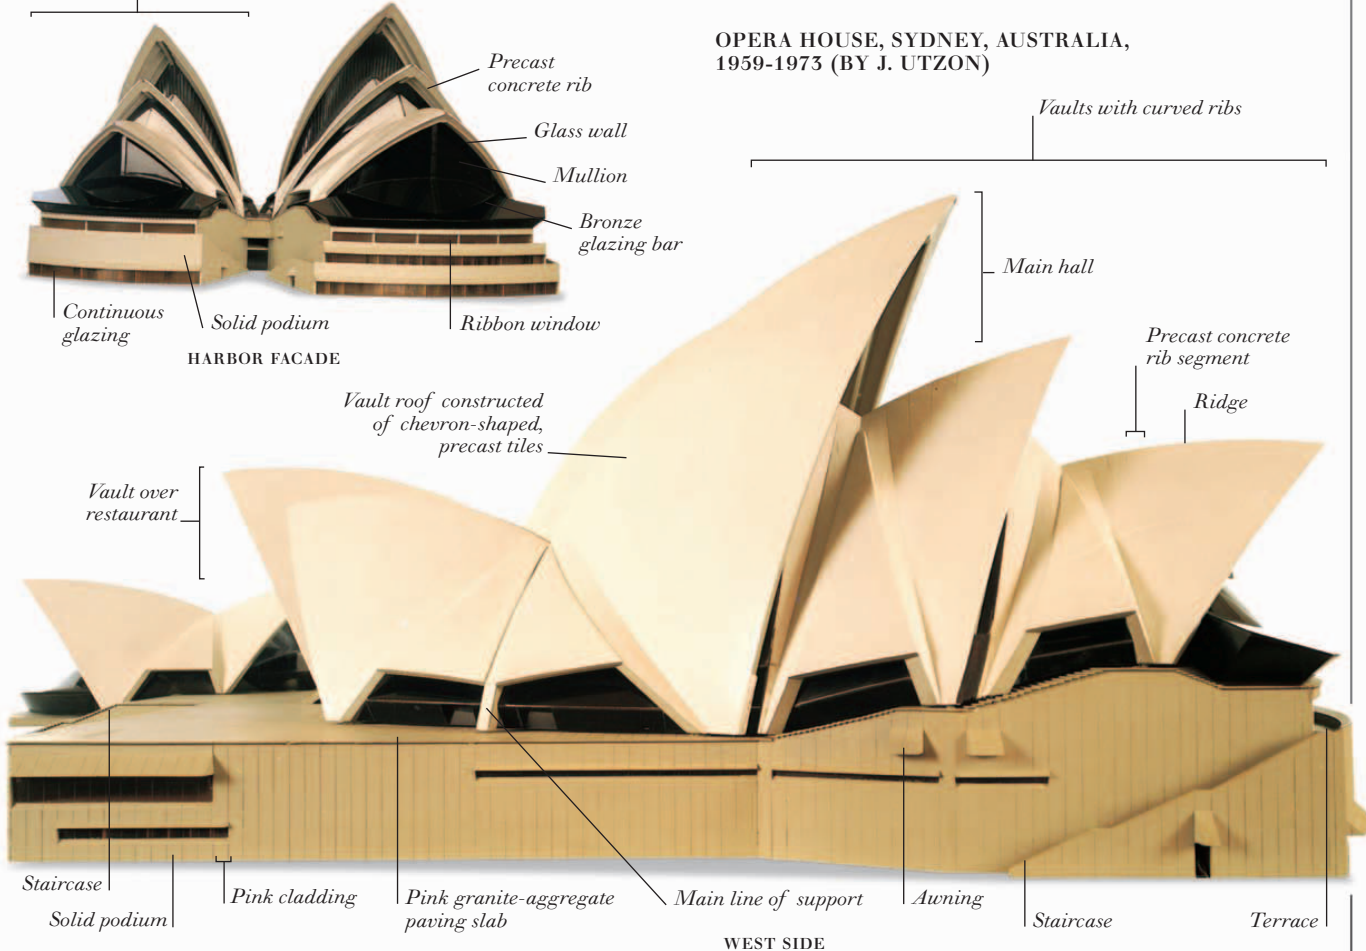 OPERA HOUSE, SYDNEY, AUSTRALIA,
1959-1973 (BY J. UTZON)
Precast
concrete rib
Glass wall
Mullion
Bronze
glazing bar
Continuous
glazing
Solid podium
Ribbon window
HARBOR FACADE
Vaults with curved ribs
Main hall
Precast concrete
rib segment
Ridge
Vault roof constructed
of chevron-shaped,
precast tiles
Vault over
restaurant
Staircase
Solid podium
Pink cladding
Pink granite-aggregate
paving slab
Main line of support
Awning
Staircase
Terrace
WEST SIDE